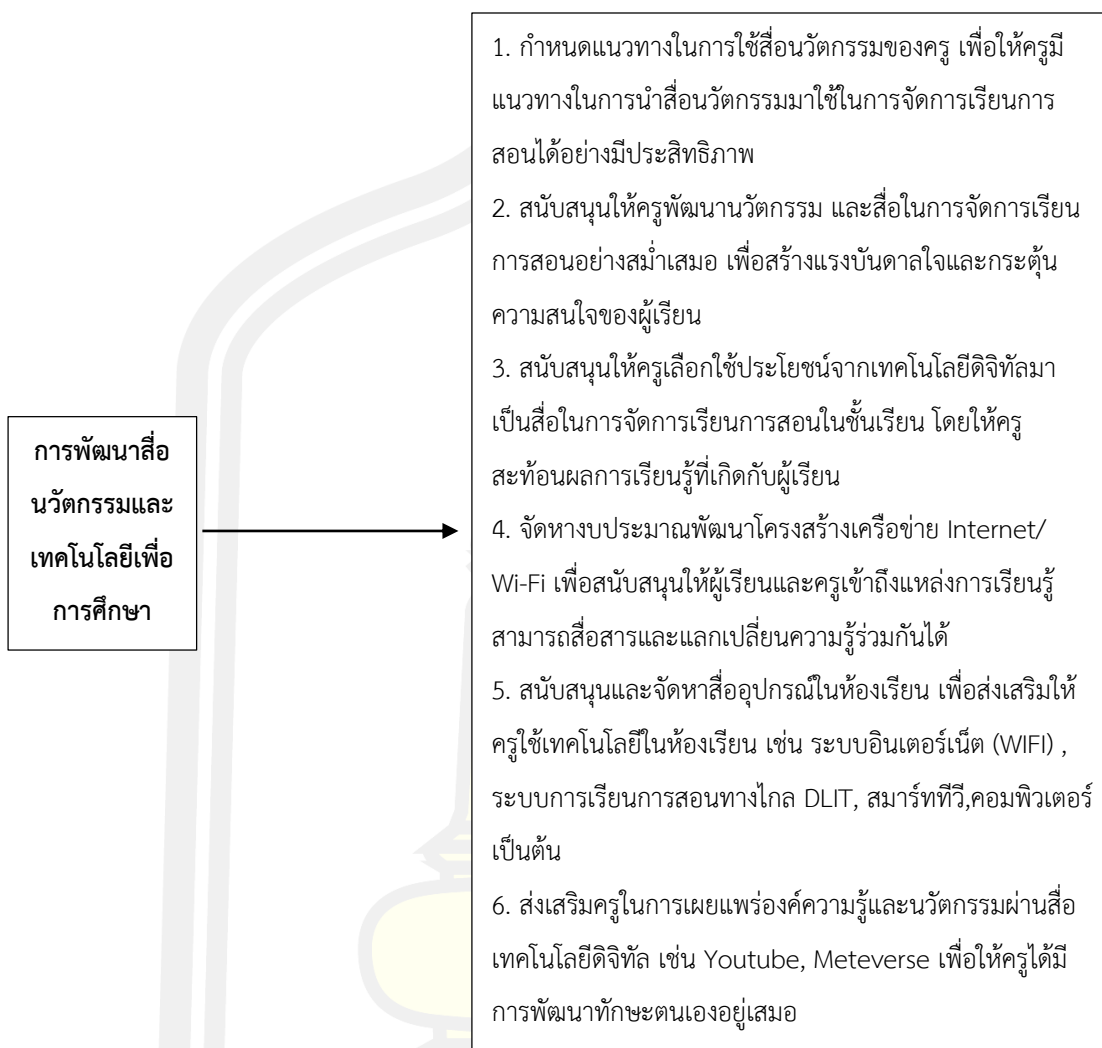 การพัฒนาสื่อ
นวัตกรรมและ
เทคโนโลยีเพื่อ
การศึกษา
1. กำหนดแนวทางในการใช้สื่อนวัตกรรมของครู เพื่อให้ครูมี
แนวทางในการนำสื่อนวัตกรรมมาใช้ในการจัดการเรียนการ
สอนได้อย่างมีประสิทธิภาพ
2. สนับสนุนให้ครูพัฒนานวัตกรรม และสื่อในการจัดการเรียน
การสอนอย่างสม่ำเสมอ เพื่อสร้างแรงบันดาลใจและกระตุ้น
ความสนใจของผู้เรียน
3. สนับสนุนให้ครูเลือกใช้ประโยชน์จากเทคโนโลยีดิจิทัลมา
เป็นสื่อในการจัดการเรียนการสอนในชั้นเรียน โดยให้ครู
สะท้อนผลการเรียนรู้ที่เกิดกับผู้เรียน
4. จัดหางบประมาณพัฒนาโครงสร้างเครือข่าย Internet/
Wi-Fi เพื่อสนับสนุนให้ผู้เรียนและครูเข้าถึงแหล่งการเรียนรู้
สามารถสื่อสารและแลกเปลี่ยนความรู้ร่วมกันได้
5. สนับสนุนและจัดหาสื่ออุปกรณ์ในห้องเรียน เพื่อส่งเสริมให้
ครูใช้เทคโนโลยีในห้องเรียน เช่น ระบบอินเตอร์เน็ต (WIFI) ,
ระบบการเรียนการสอนทางไกล DLIT, สมาร์ททีวี,คอมพิวเตอร์
เป็นต้น
6. ส่งเสริมครูในการเผยแพร่องค์ความรู้และนวัตกรรมผ่านสื่อ
เทคโนโลยีดิจิทัล เช่น Youtube, Meteverse เพื่อให้ครูได้มี
การพัฒนาทักษะตนเองอยู่เสมอ